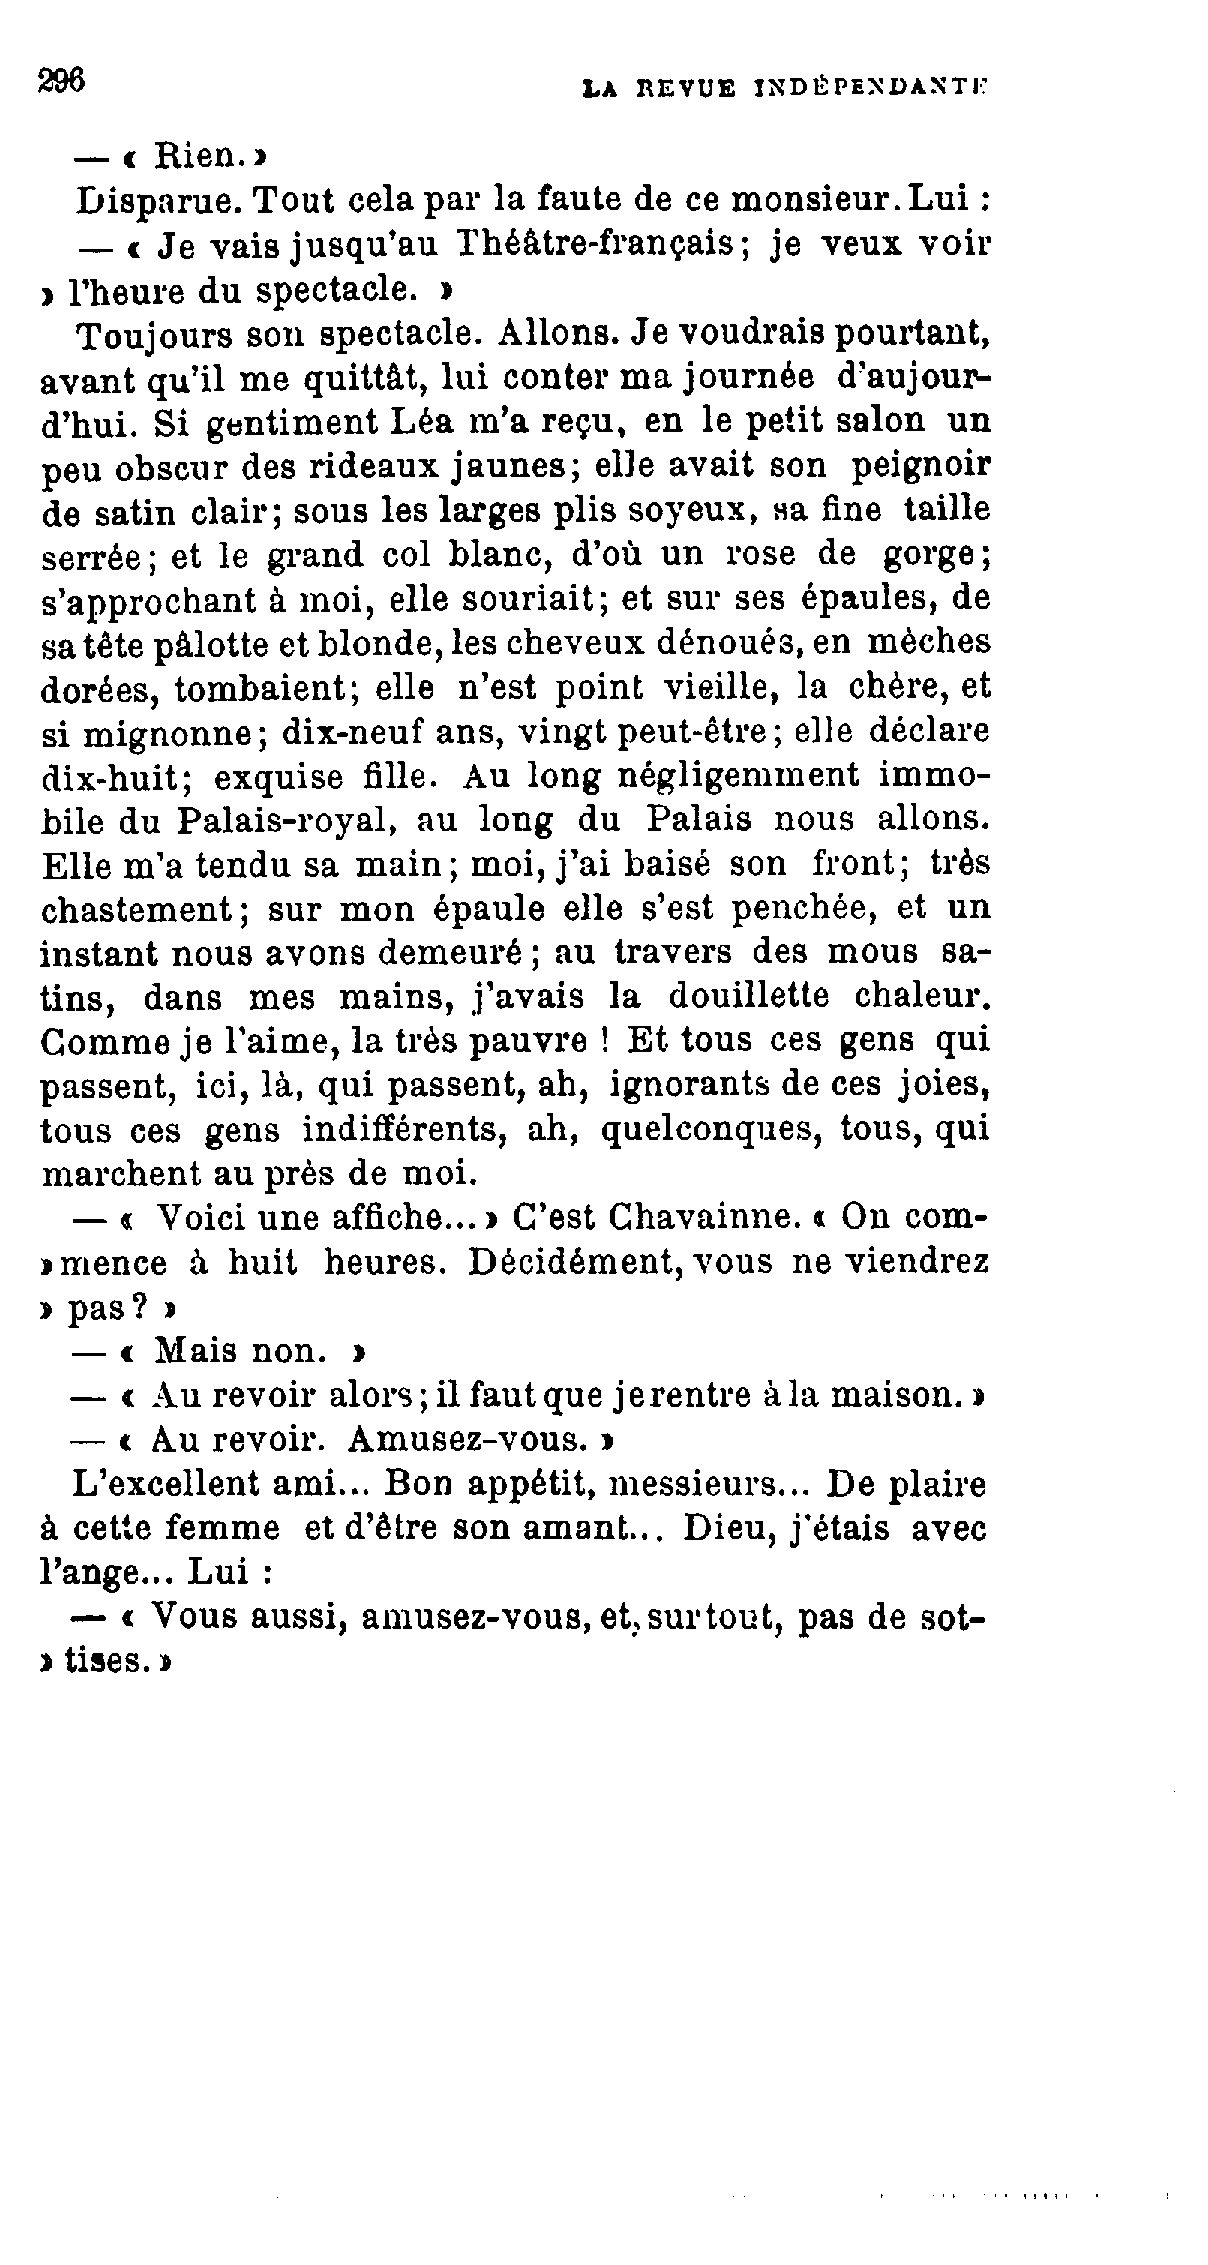 296
LA REVUE INDÉPENDANTE
— « Rien. »
Disparue. Tout cela par la faute de ce monsieur. Lui :
— « Je vais jusqu'au Théâtre-français; je veux voir
» l'heure du spectacle. »
Toujours son spectacle. Allons. Je voudrais pourtant,
avant qu'il me quittât, lui conter ma journée d'aujour-
d'hui. Si gentiment Léa m'a reçu, en le petit salon un
peu obscur des rideaux jaunes; elle avait son peignoir
de satin clair; sous les larges plis soyeux, sa fine taille
serrée; et le grand col blanc, d'où un rose de gorge;
s'approchant à moi, elle souriait; et sur ses épaules, de
sa tête pâlotte et blonde, les cheveux dénoués, en mèches
dorées, tombaient; elle n'est point vieille, la chère, et
si mignonne; dix-neuf ans, vingt peut-être; elle déclare
dix-huit; exquise fille. Au long négligemment immo-
bile du Palais-royal, au long du Palais nous allons.
Elle m'a tendu sa main; moi, j'ai baisé son front; très
chastement; sur mon épaule elle s'est penchée, et un
instant nous avons demeuré; au travers des mous sa-
tins, dans mes mains, j'avais la douillette chaleur.
Comme je l'aime, la très pauvre ! Et tous ces gens qui
passent, ici, là, qui passent, ah, ignorants de ces joies,
tous ces gens indifférents, ah, quelconques, tous, qui
marchent au près de moi.
— « Voici une affiche... » C'est Chavainne. « On com-
» mence à huit heures. Décidément, vous ne viendrez
» pas? »
— « Mais non. »
— « Au revoir alors; il faut que je rentre à la maison. »
— « Au revoir. Amusez-vous. »
L'excellent ami... Bon appétit, messieurs... De plaire
à cette femme et d'être son amant... Dieu, j'étais avec
l'ange... Lui :
— « Vous aussi, amusez-vous, et, surtout, pas de sot-
» tises. »